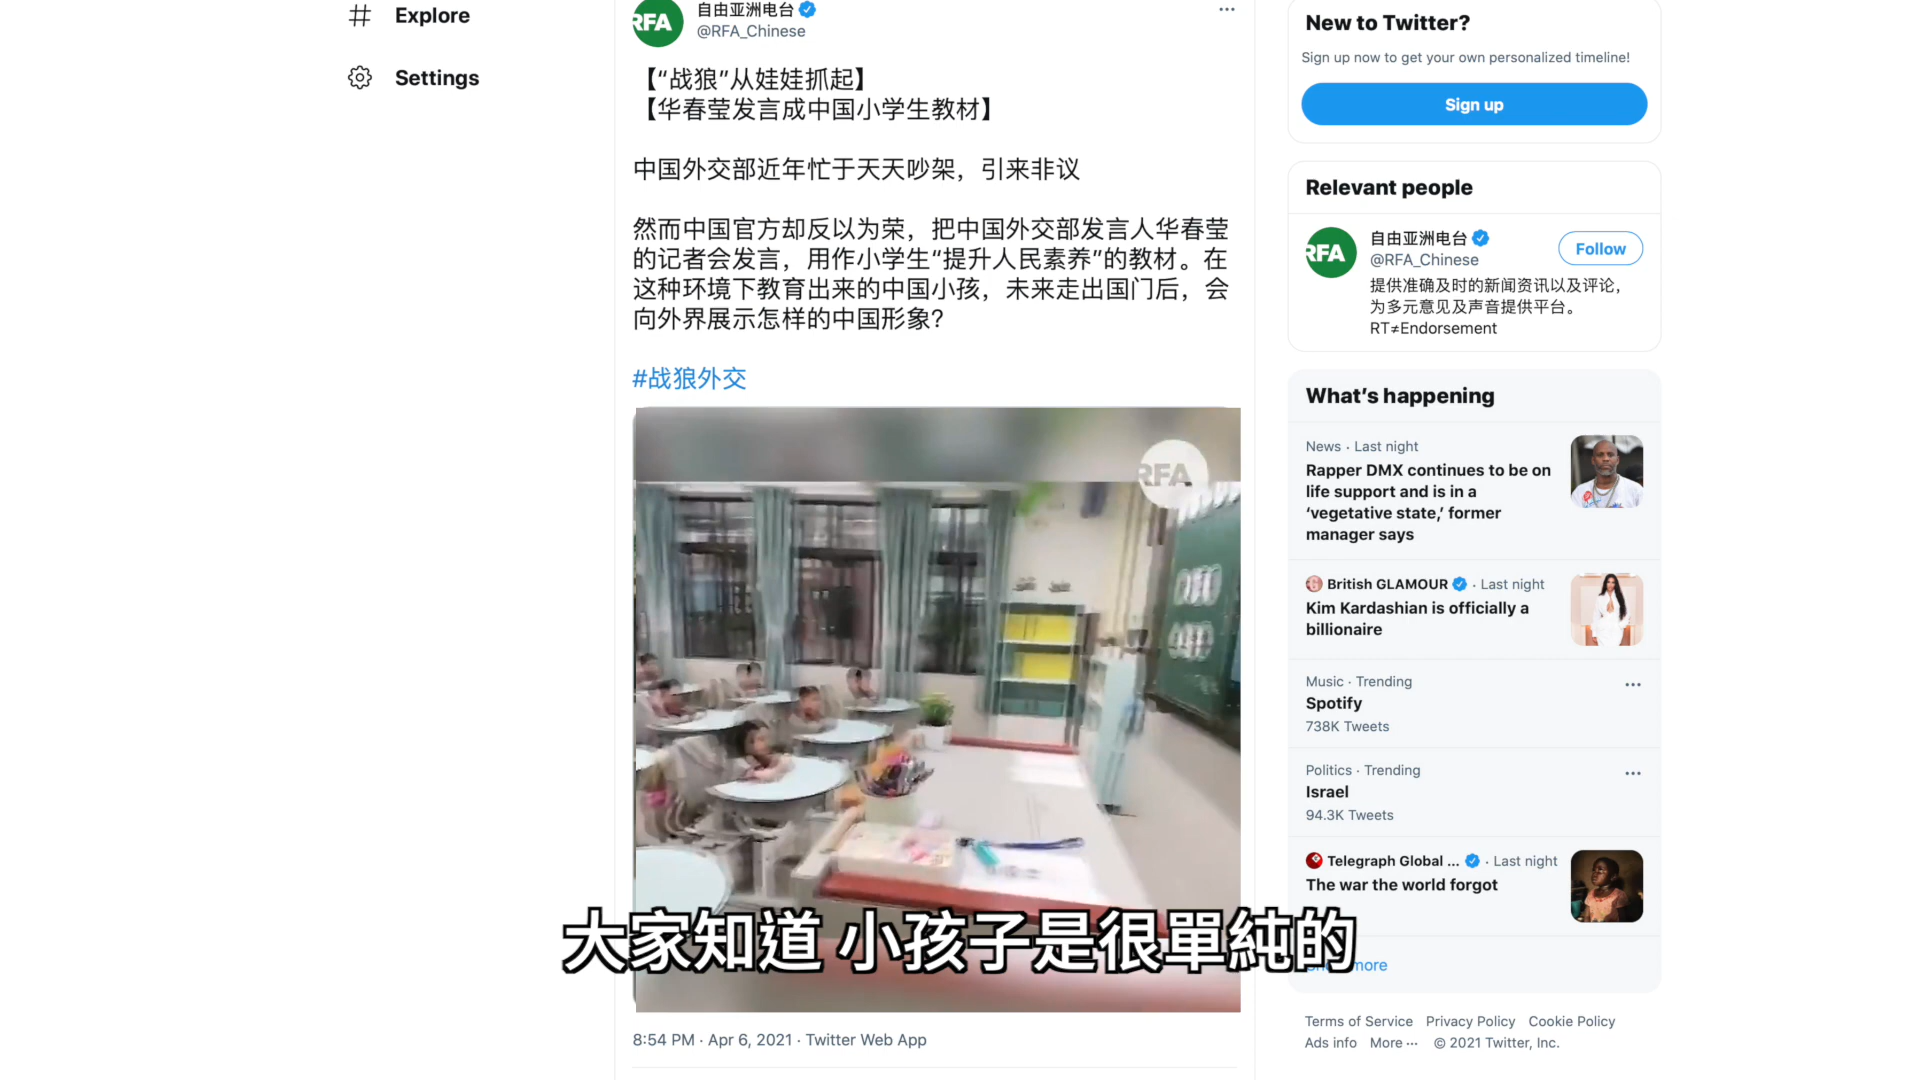 Explore
Settings
RFA
自由亚洲电台
@RFA_Chinese
【“战狼”从娃娃抓起】
【华春莹发言成中国小学生教材】
中国外交部近年忙于天天吵架，引来非议
然而中国官方却反以为荣，把中国外交部发言人华春莹
的记者会发言，用作小学生“提升人民素养”的教材。在
这种环境下教育出来的中国小孩，未来走出国门后，会
向外界展示怎样的中国形象？
#战狼外交
RFA
大家知道 小孩子是很單純的
8:54 PM · Apr 6, 2021 · Twitter Web App
New to Twitter?
Sign up now to get your own personalized timeline!
Sign up
Relevant people
RFA
自由亚洲电台
@RFA_Chinese
Follow
提供准确及时的新闻资讯以及评论，
为多元意见及声音提供平台。
RT≠Endorsement
What’s happening
News · Last night
Rapper DMX continues to be on
life support and is in a
‘vegetative state,’ former
manager says
British GLAMOUR · Last night
Kim Kardashian is officially a
billionaire
Music · Trending
Spotify
738K Tweets
Politics · Trending
Israel
94.3K Tweets
Telegraph Global ... · Last night
The war the world forgot
more
Terms of Service Privacy Policy Cookie Policy
Ads info More ··· © 2021 Twitter, Inc.